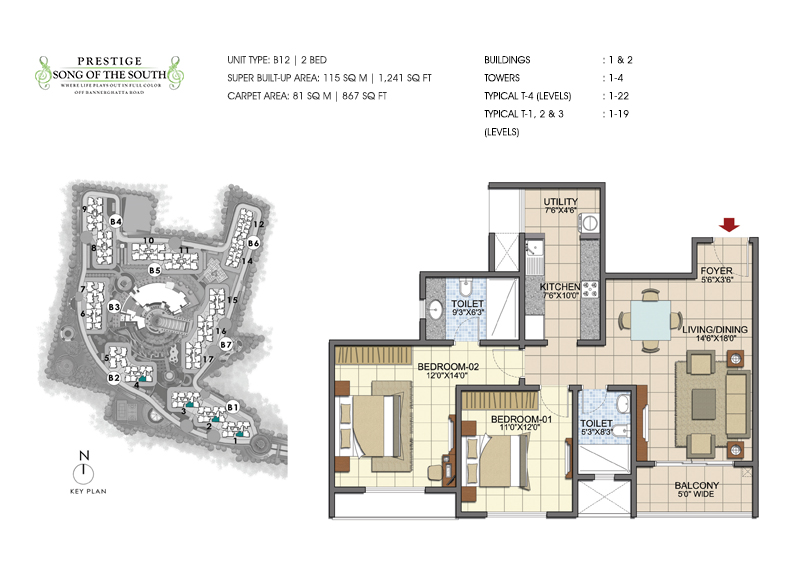 PRESTIGE
SONG OF THE SOUTH
WHERE LIFE PLAYS OUT IN FULL COLOR
OFF BANNERGHATTA ROAD
UNIT TYPE: B12 | 2 BED
SUPER BUILT-UP AREA: 115 SQ M | 1,241 SQ FT
CARPET AREA: 81 SQ M | 867 SQ FT
BUILDINGS : 1 & 2
TOWERS : 1-4
TYPICAL T-4 (LEVELS) : 1-22
TYPICAL T-1, 2 & 3 : 1-19
(LEVELS)
9
B4
8
10
11
B5
12
B6
14
7
B3
6
15
16
B7
17
5
B2
4
3
B1
2
1
N
KEY PLAN
UTILITY
7'6"X4'6"
KITCHEN
7'6"X10'0"
FOYER
5'6"X3'6"
TOILET
9'3"X6'3"
LIVING/DINING
14'6"X18'0"
BEDROOM-02
12'0"X14'0"
BEDROOM-01
11'0"X12'0"
TOILET
5'3"X8'3"
BALCONY
5'0" WIDE